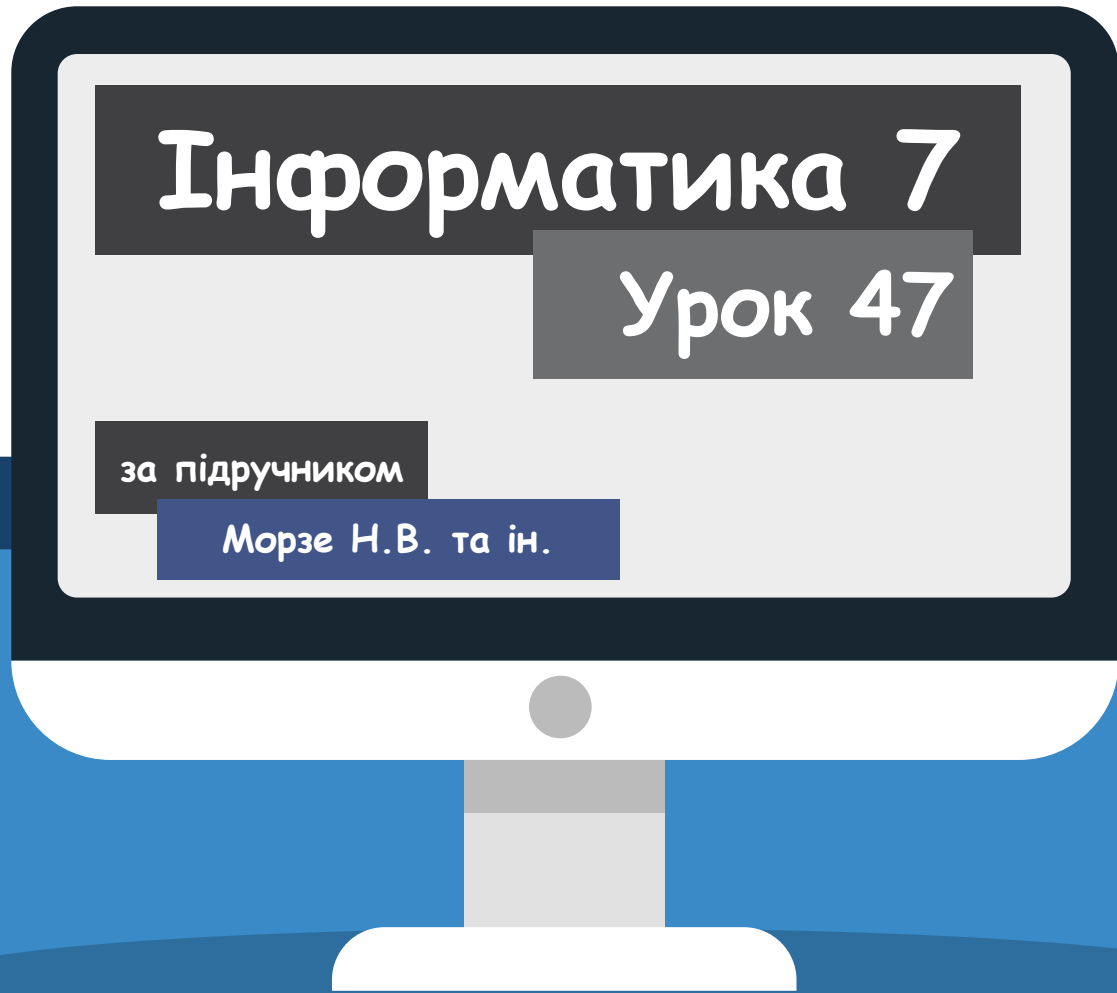 Інформатика 7
Урок 47
за підручником
Морзе Н.В. та ін.